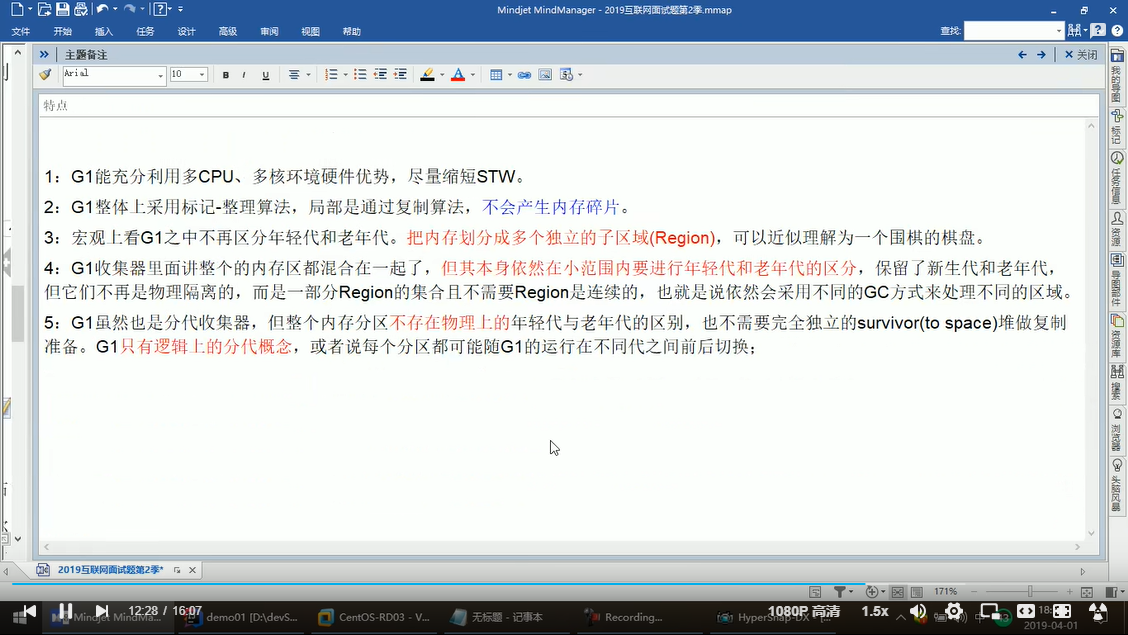 Mindjet MindManager - 2019互联网面试题第2季.mmap
文件 开始 插入 任务 设计 高级 审阅 视图 帮助 查找:
主题备注 关闭
Arial 10 B I U
特点
1：G1能充分利用多CPU、多核环境硬件优势，尽量缩短STW。
2：G1整体上采用标记-整理算法，局部是通过复制算法，不会产生内存碎片。
3：宏观上看G1之中不再区分年轻代和老年代。把内存划分成多个独立的子区域(Region)，可以近似理解为一个围棋的棋盘。
4：G1收集器里面讲整个的内存区都混合在一起了，但其本身依然在小范围内要进行年轻代和老年代的区分，保留了新生代和老年代，
但它们不再是物理隔离的，而是一部分Region的集合且不需要Region是连续的，也就是说依然会采用不同的GC方式来处理不同的区域。
5：G1虽然也是分代收集器，但整个内存分区不存在物理上的年轻代与老年代的区别，也不需要完全独立的survivor(to space)堆做复制
准备。G1只有逻辑上的分代概念，或者说每个分区都可能随G1的运行在不同代之间前后切换；
我的导图
标记
任务信息
资源
导图部件
资源库
搜索
浏览器
头脑风暴
2019互联网面试题第2季*
171%
12:28 / 16:07 1080P 高清 1.5x
Mindjet MindMa... demo01 [D:\devS... CentOS-RD03 - V... 无标题 - 记事本 Recording... HyperSnap-DX - [...
2019-04-01